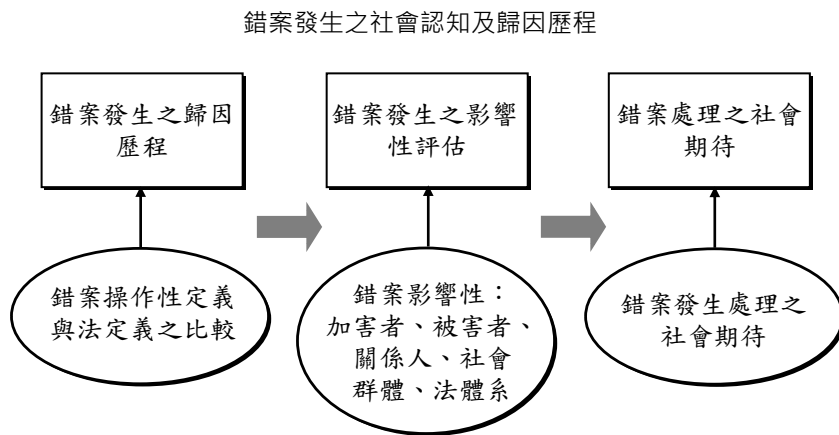 錯案發生之社會認知及歸因歷程
錯案發生之歸因
歷程
錯案發生之影響
性評估
錯案處理之社會
期待
錯案操作性定義
與法定義之比較
錯案影響性：
加害者、被害者、
關係人、社會
群體、法體系
錯案發生處理之
社會期待